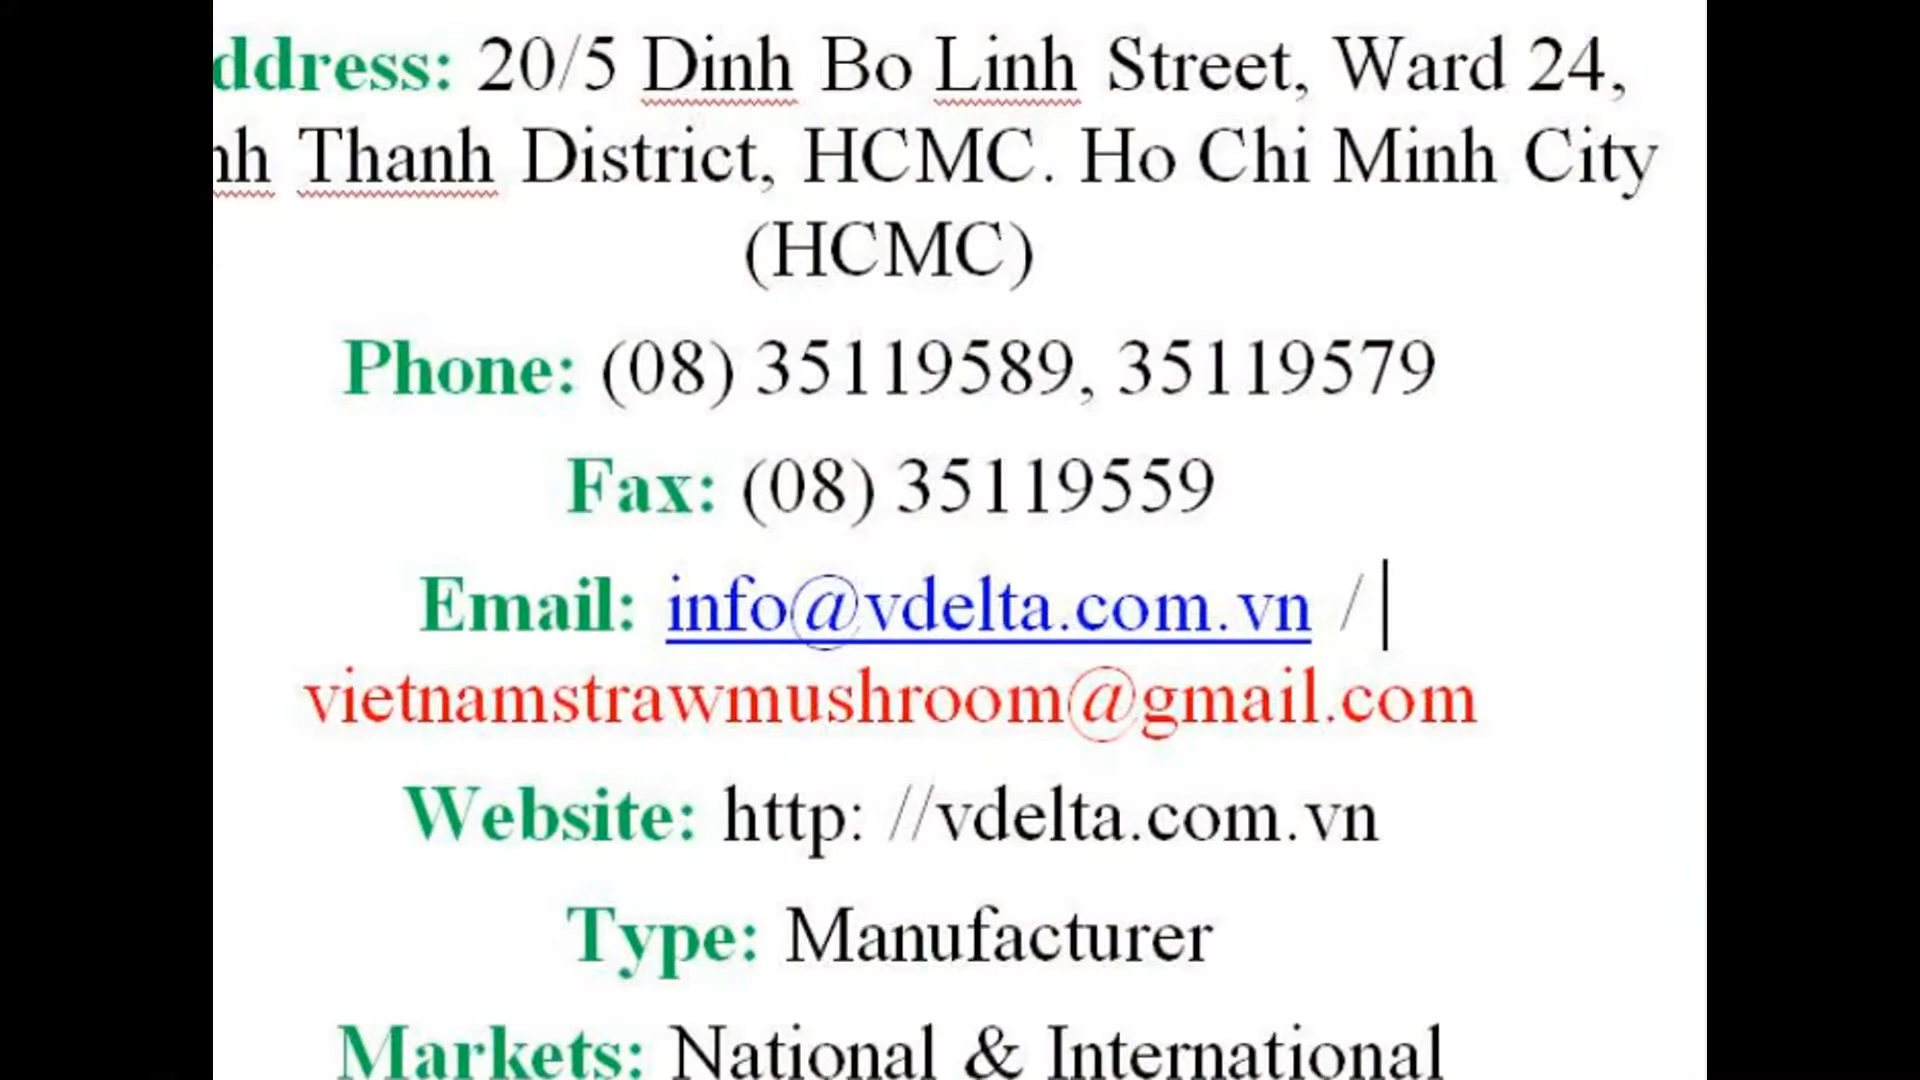 ddress: 20/5 Dinh Bo Linh Street, Ward 24,
nh Thanh District, HCMC. Ho Chi Minh City
(HCMC)
Phone: (08) 35119589, 35119579
Fax: (08) 35119559
Email: info@vdelta.com.vn /
vietnamstrawmushroom@gmail.com
Website: http: //vdelta.com.vn
Type: Manufacturer
Markets: National & International